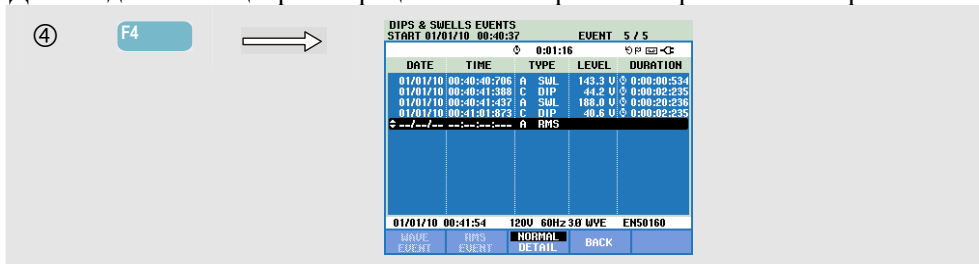 ④ F4
DIPS & SWELLS EVENTS
START 01/01/10 00:40:37 EVENT 5 / 5
0:01:16
DATE TIME TYPE LEVEL DURATION
01/01/10 00:40:40:706 A SWL 143.3 V 0:00:00:534
01/01/10 00:40:41:388 C DIP 44.2 V 0:00:02:235
01/01/10 00:40:41:437 A SWL 188.0 V 0:00:20:236
01/01/10 00:41:01:873 C DIP 40.6 V 0:00:02:235
--/--/-- --:--:--:--- A RMS
01/01/10 00:41:54 120V 60Hz 3.0 WYE EN50160
WAVE EVENT RMS EVENT NORMAL DETAIL BACK